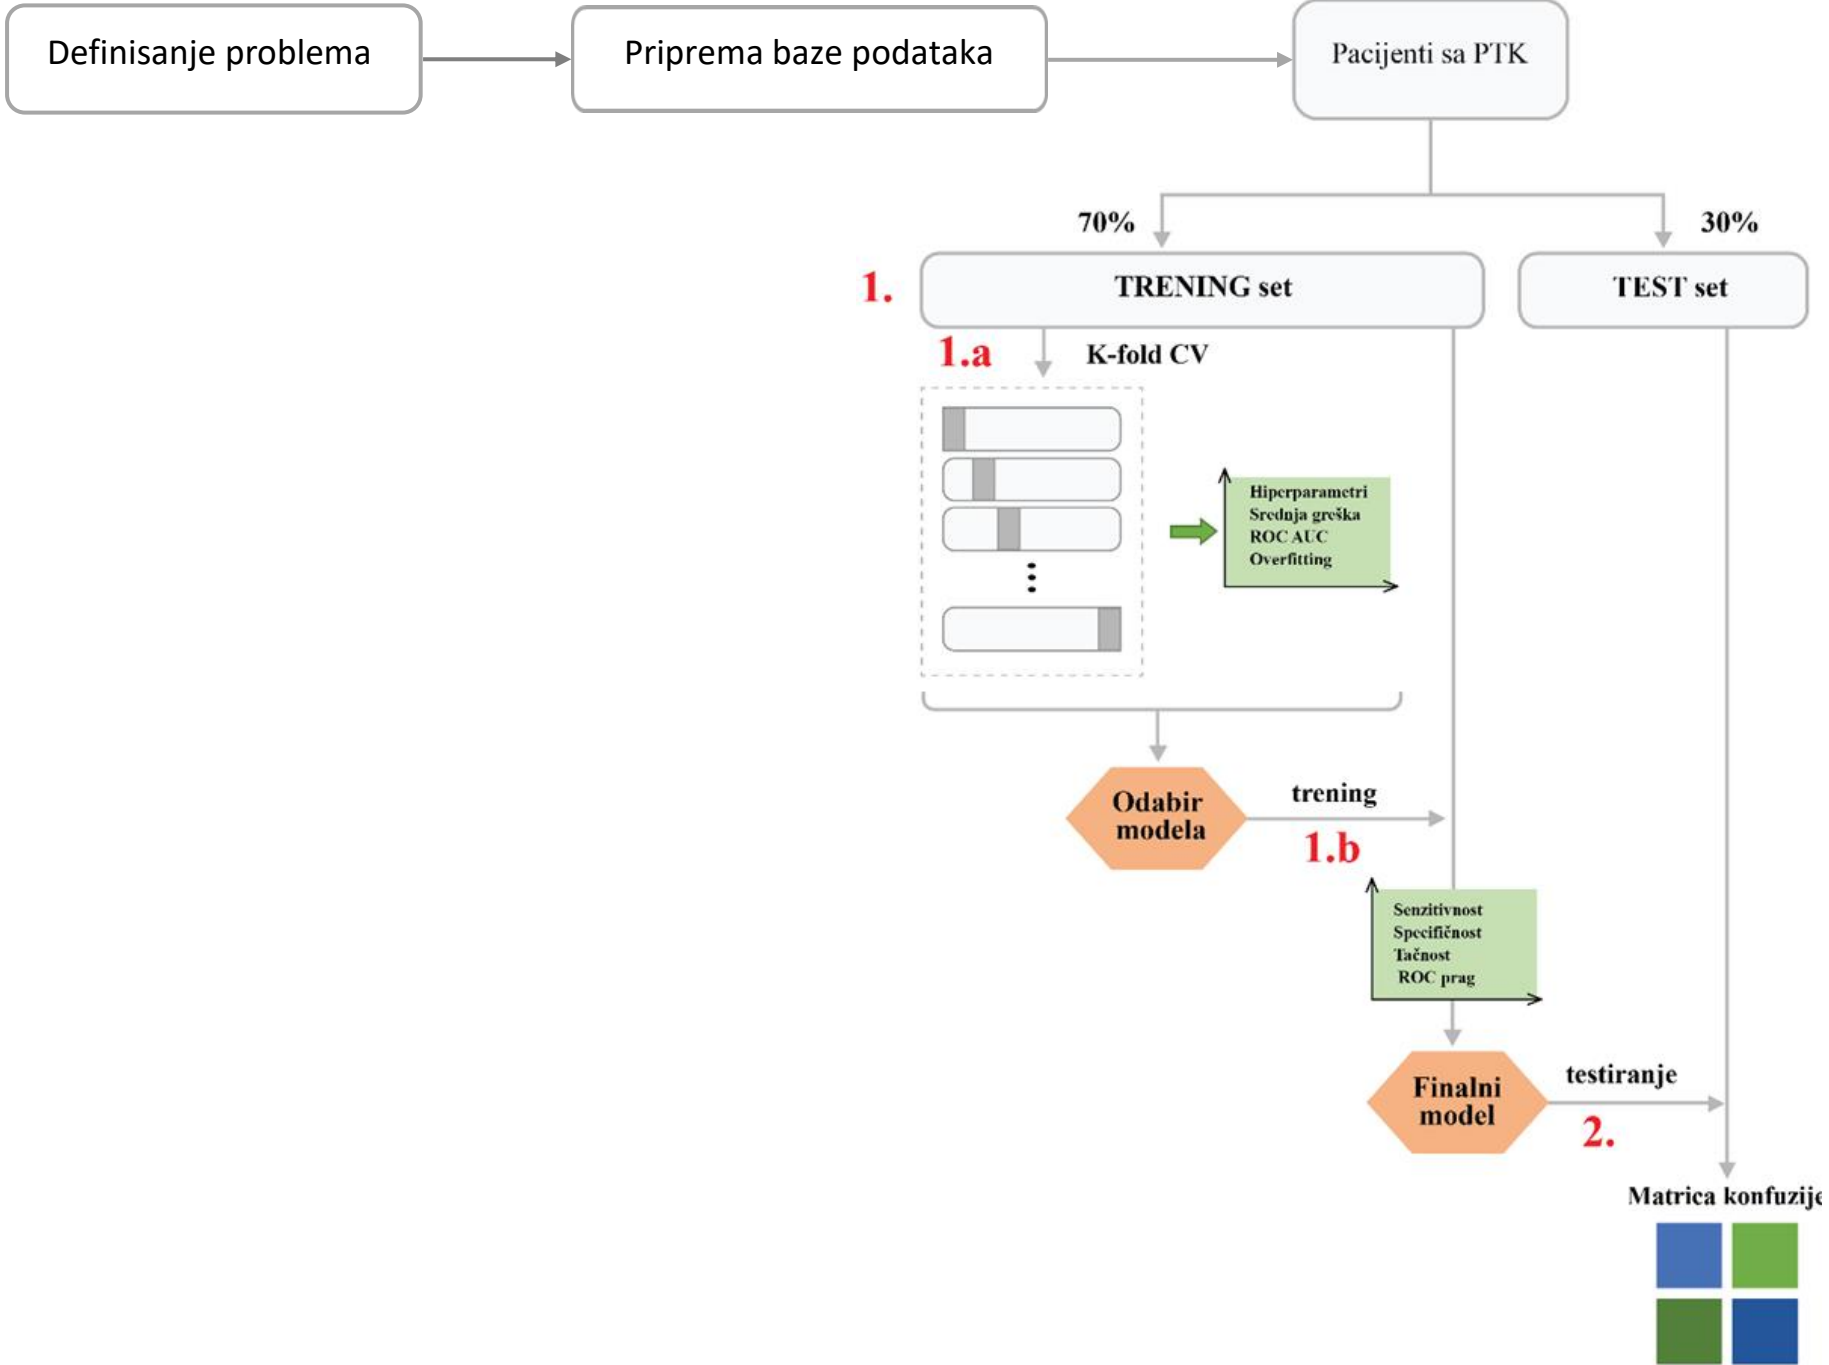 Definisanje problema
Priprema baze podataka
Pacijenti sa PTK
70%
30%
1.
TRENING set
TEST set
1.a
K-fold CV
Hiperparametri
Srednja greška
ROC AUC
Overfitting
Odabir
modela
trening
1.b
Senzitivnost
Specifičnost
Tačnost
ROC prag
Finalni
model
testiranje
2.
Matrica konfuzije